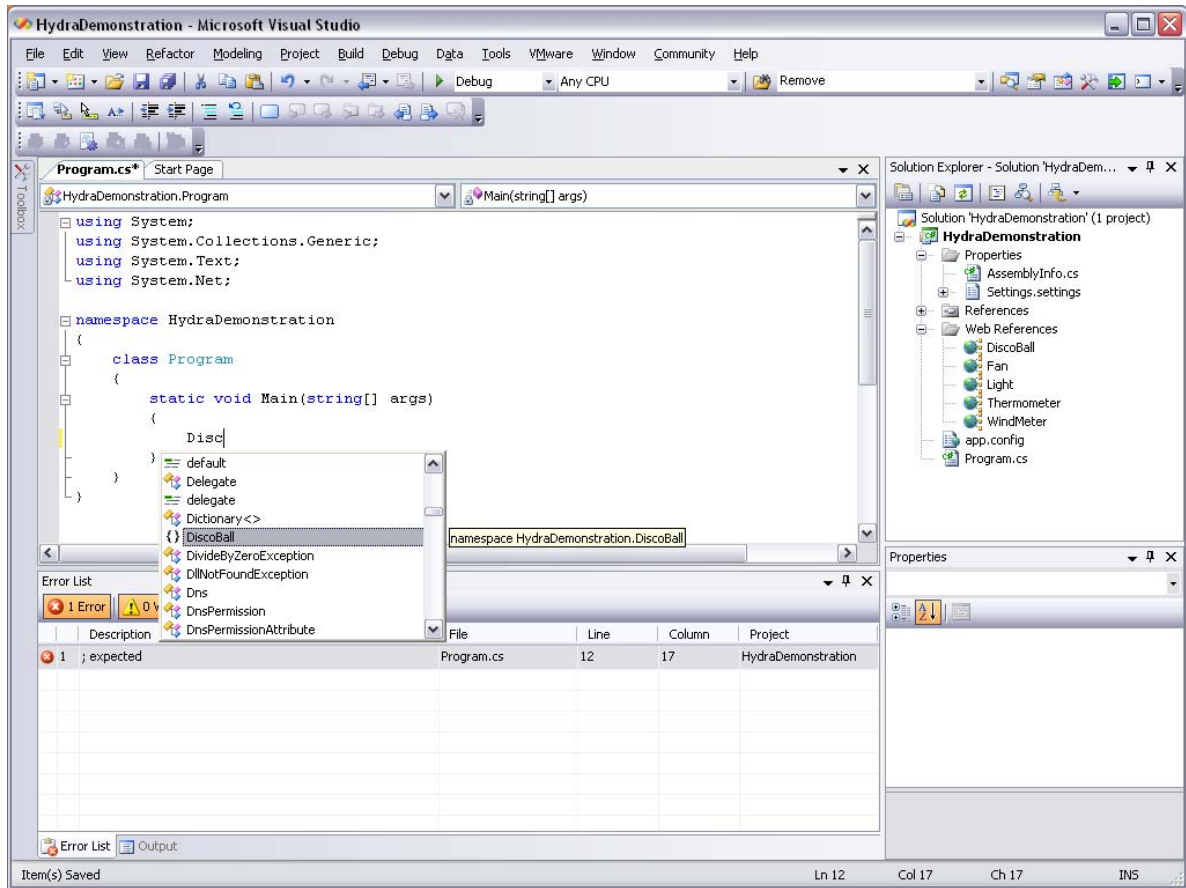 HydraDemonstration - Microsoft Visual Studio
File Edit View Refactor Modeling Project Build Debug Data Tools VMware Window Community Help
Debug Any CPU Remove
Toolbox
Program.cs* Start Page
HydraDemonstration.Program Main(string[] args)
using System;
using System.Collections.Generic;
using System.Text;
using System.Net;
namespace HydraDemonstration
{
class Program
{
static void Main(string[] args)
{
Disc
}
}
}
default
Delegate
delegate
Dictionary<>
{} DiscoBall
DivideByZeroException
DllNotFoundException
Dns
DnsPermission
DnsPermissionAttribute
namespace HydraDemonstration.DiscoBall
Error List
1 Error 0
Description File Line Column Project
1 ; expected Program.cs 12 17 HydraDemonstration
Error List Output
Solution Explorer - Solution 'HydraDem...
Solution 'HydraDemonstration' (1 project)
HydraDemonstration
Properties
AssemblyInfo.cs
Settings.settings
References
Web References
DiscoBall
Fan
Light
Thermometer
WindMeter
app.config
Program.cs
Properties
Item(s) Saved Ln 12 Col 17 Ch 17 INS